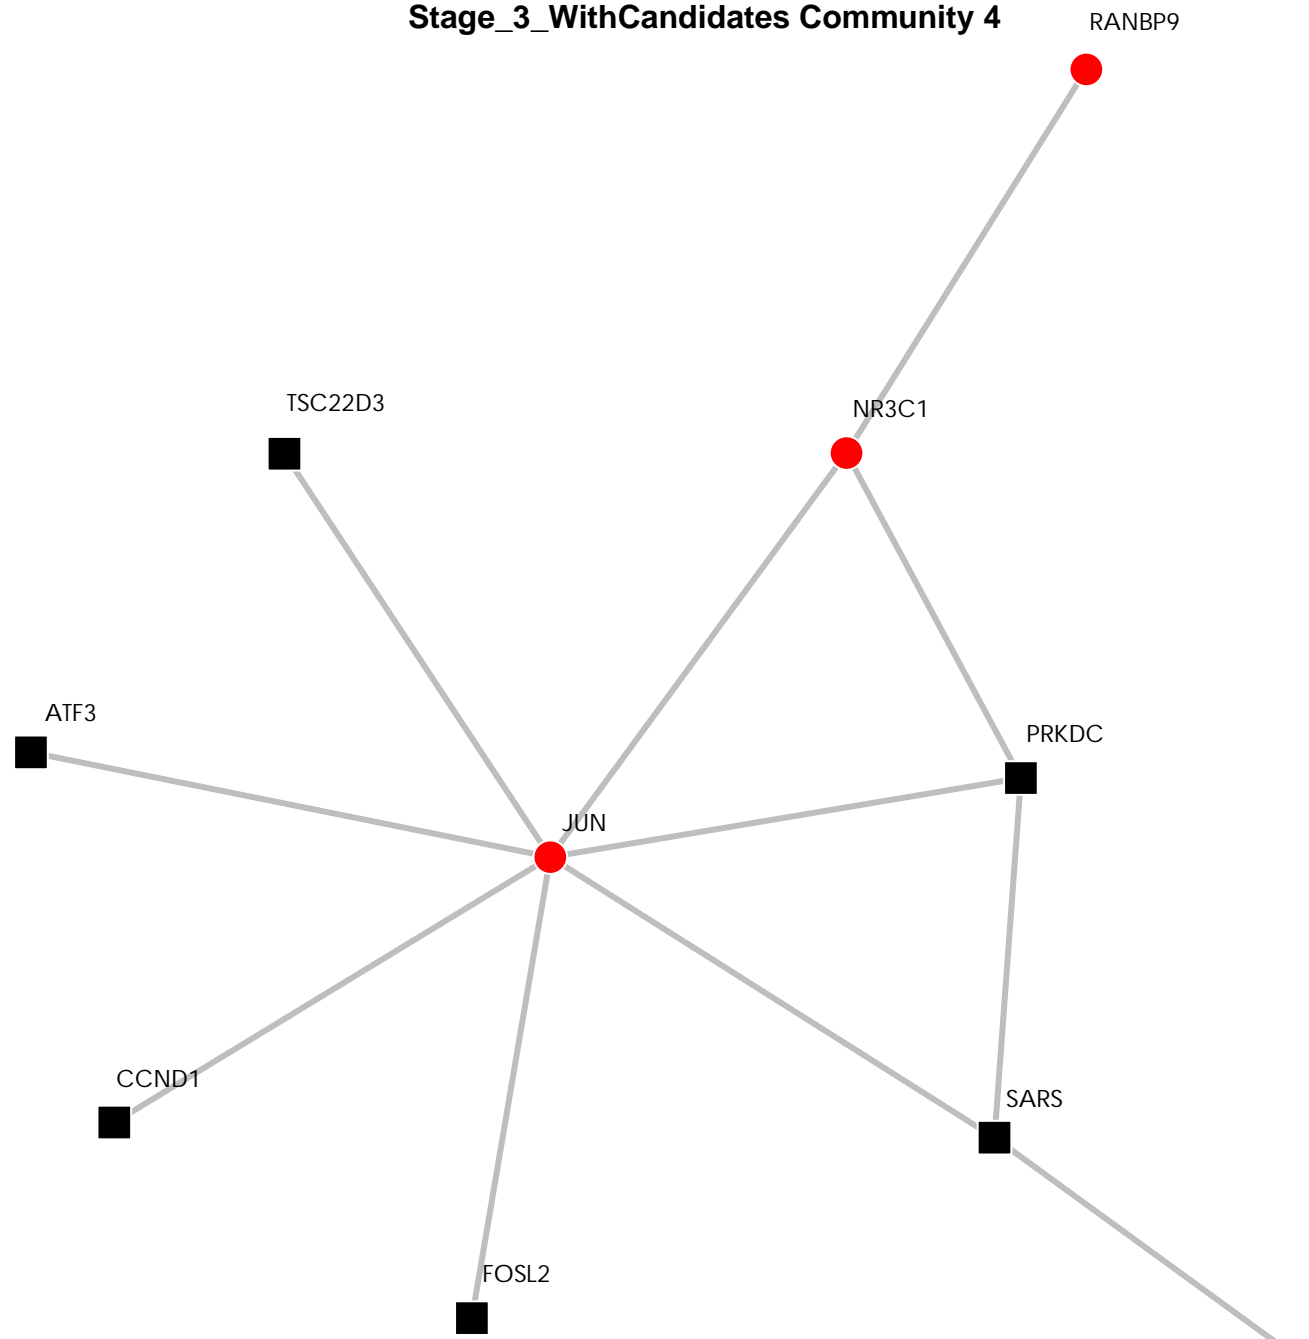 Stage_3_WithCandidates Community 4
RANBP9
TSC22D3
NR3C1
ATF3
PRKDC
JUN
CCND1
SARS
FOSL2